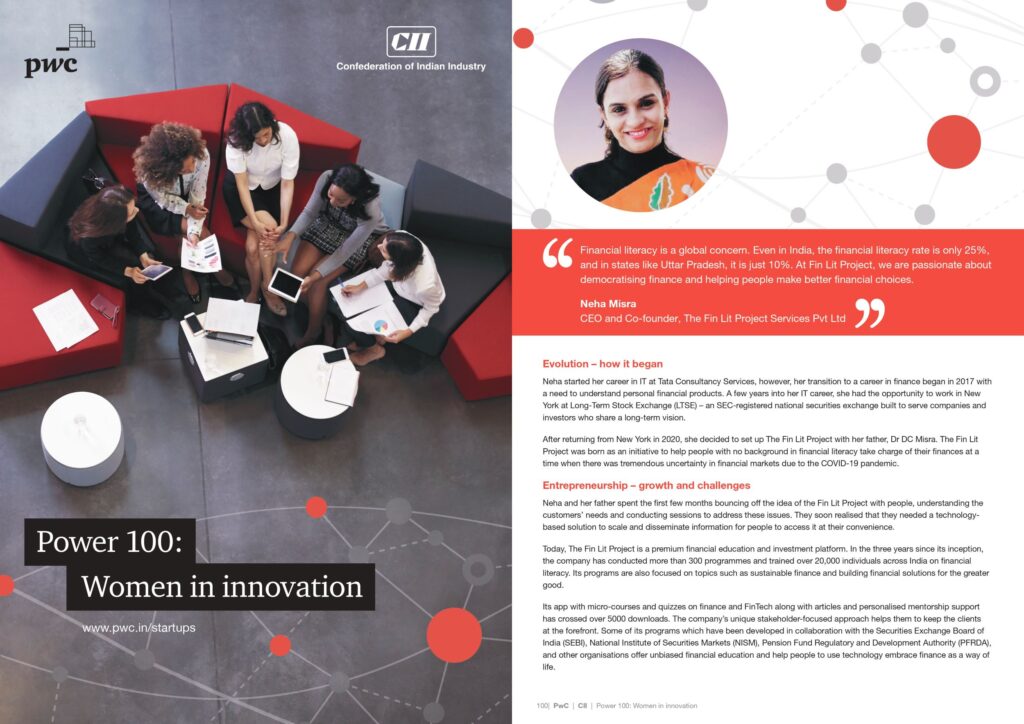 pwc
CII
Confederation of Indian Industry
Power 100:
Women in innovation
www.pwc.in/startups
“ Financial literacy is a global concern. Even in India, the financial literacy rate is only 25%,
and in states like Uttar Pradesh, it is just 10%. At Fin Lit Project, we are passionate about
democratising finance and helping people make better financial choices.
Neha Misra
CEO and Co-founder, The Fin Lit Project Services Pvt Ltd ”
Evolution – how it began
Neha started her career in IT at Tata Consultancy Services, however, her transition to a career in finance began in 2017 with
a need to understand personal financial products. A few years into her IT career, she had the opportunity to work in New
York at Long-Term Stock Exchange (LTSE) – an SEC-registered national securities exchange built to serve companies and
investors who share a long-term vision.
After returning from New York in 2020, she decided to set up The Fin Lit Project with her father, Dr DC Misra. The Fin Lit
Project was born as an initiative to help people with no background in financial literacy take charge of their finances at a
time when there was tremendous uncertainty in financial markets due to the COVID-19 pandemic.
Entrepreneurship – growth and challenges
Neha and her father spent the first few months bouncing off the idea of the Fin Lit Project with people, understanding the
customers' needs and conducting sessions to address these issues. They soon realised that they needed a technology-
based solution to scale and disseminate information for people to access it at their convenience.
Today, The Fin Lit Project is a premium financial education and investment platform. In the three years since its inception,
the company has conducted more than 300 programmes and trained over 20,000 individuals across India on financial
literacy. Its programs are also focused on topics such as sustainable finance and building financial solutions for the greater
good.
Its app with micro-courses and quizzes on finance and FinTech along with articles and personalised mentorship support
has crossed over 5000 downloads. The company's unique stakeholder-focused approach helps them to keep the clients
at the forefront. Some of its programs which have been developed in collaboration with the Securities Exchange Board of
India (SEBI), National Institute of Securities Markets (NISM), Pension Fund Regulatory and Development Authority (PFRDA),
and other organisations offer unbiased financial education and help people to use technology embrace finance as a way of
life.
100| PwC | CII | Power 100: Women in innovation